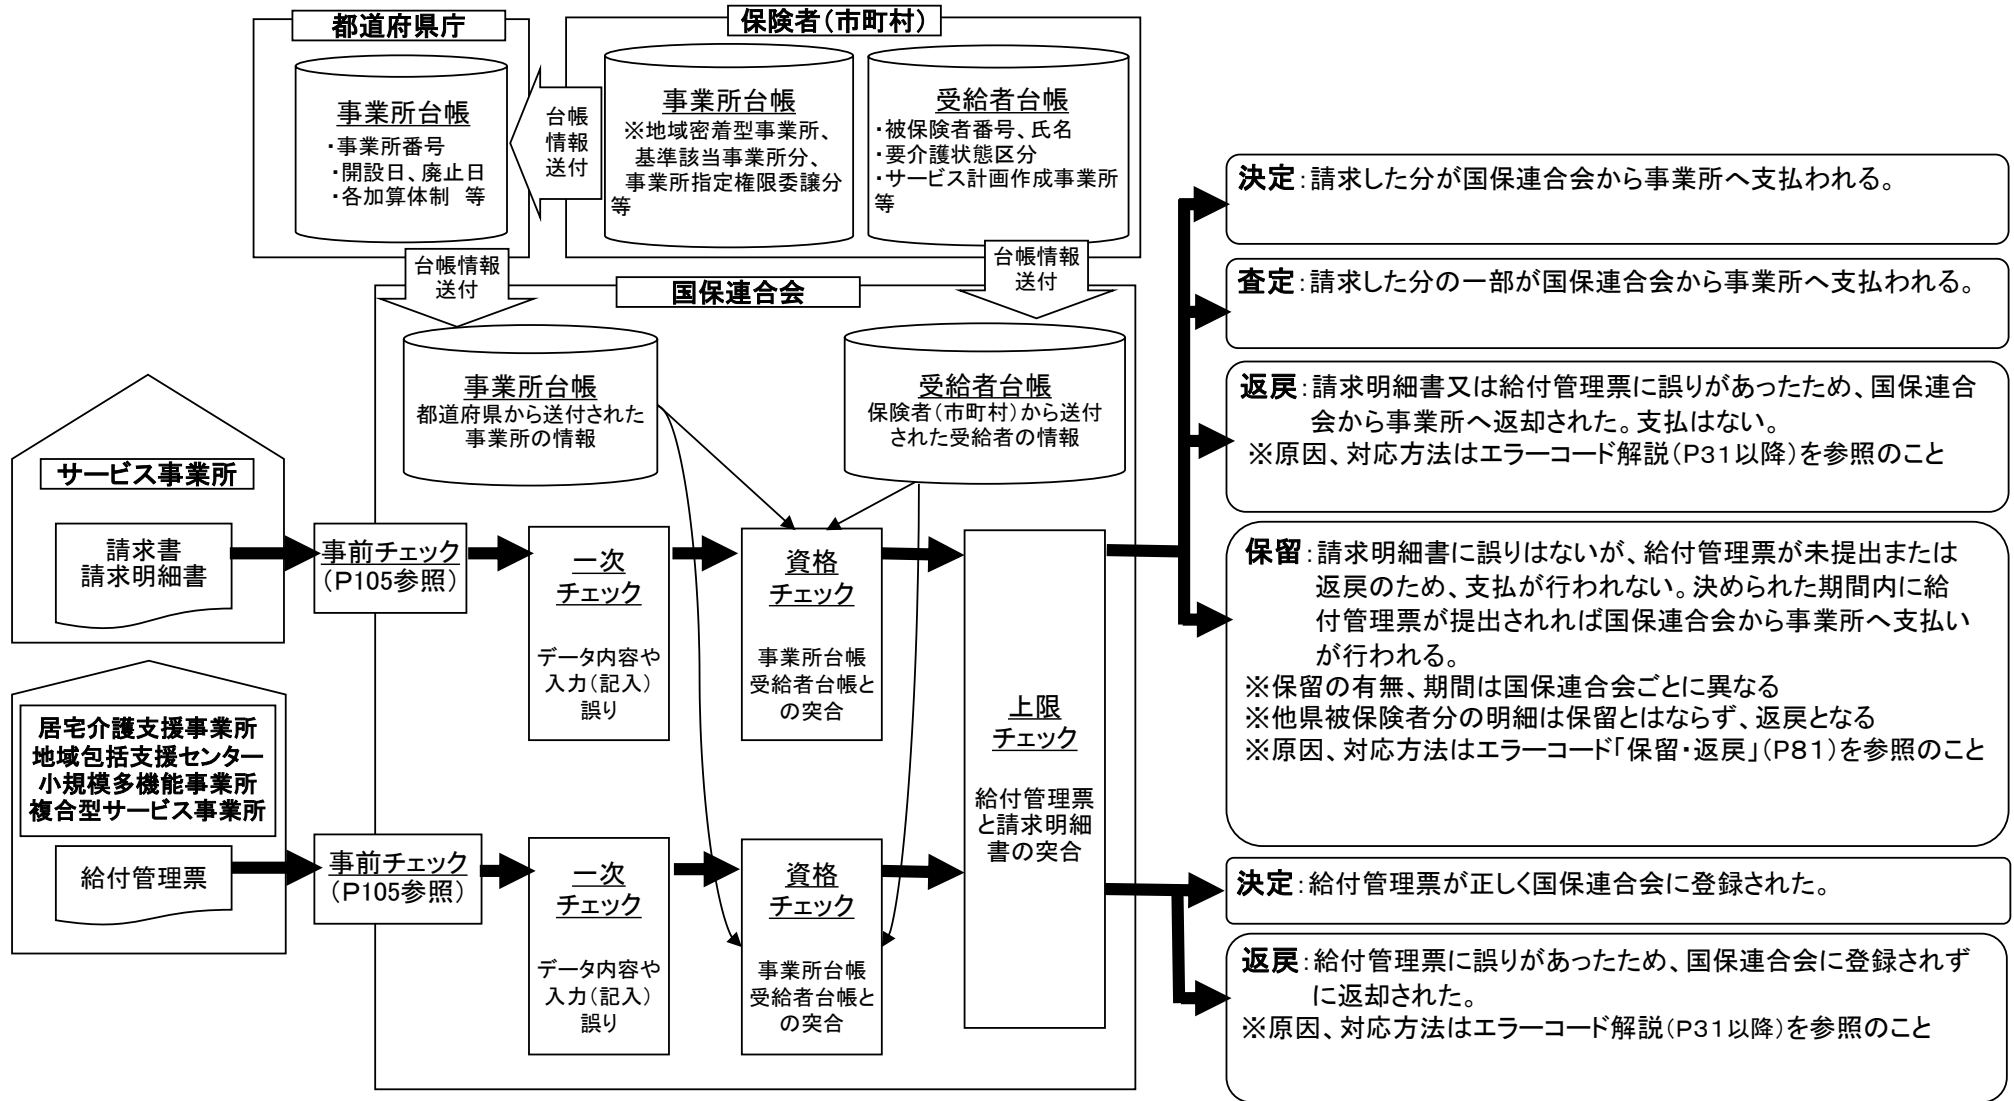 都道府県庁
事業所台帳
・事業所番号
・開設日、廃止日
・各加算体制 等
台帳
情報
送付
保険者(市町村)
事業所台帳
※地域密着型事業所、
基準該当事業所分、
事業所指定権限委譲分
等
受給者台帳
・被保険者番号、氏名
・要介護状態区分
・サービス計画作成事業所
等
台帳情報
送付
台帳情報
送付
国保連合会
事業所台帳
都道府県から送付された
事業所の情報
受給者台帳
保険者(市町村)から送付
された受給者の情報
サービス事業所
請求書
請求明細書
事前チェック
(P105参照)
一次
チェック
データ内容や
入力(記入)
誤り
資格
チェック
事業所台帳
受給者台帳と
の突合
居宅介護支援事業所
地域包括支援センター
小規模多機能事業所
複合型サービス事業所
給付管理票
事前チェック
(P105参照)
一次
チェック
データ内容や
入力(記入)
誤り
資格
チェック
事業所台帳
受給者台帳と
の突合
上限
チェック
給付管理票
と請求明細
書の突合
決定:請求した分が国保連合会から事業所へ支払われる。
査定:請求した分の一部が国保連合会から事業所へ支払われる。
返戻:請求明細書又は給付管理票に誤りがあったため、国保連合
会から事業所へ返却された。支払はない。
※原因、対応方法はエラーコード解説(P31以降)を参照のこと
保留:請求明細書に誤りはないが、給付管理票が未提出または
返戻のため、支払が行われない。決められた期間内に給
付管理票が提出されれば国保連合会から事業所へ支払い
が行われる。
※保留の有無、期間は国保連合会ごとに異なる
※他県被保険者分の明細は保留とはならず、返戻となる
※原因、対応方法はエラーコード「保留・返戻」(P81)を参照のこと
決定:給付管理票が正しく国保連合会に登録された。
返戻:給付管理票に誤りがあったため、国保連合会に登録されず
に返却された。
※原因、対応方法はエラーコード解説(P31以降)を参照のこと